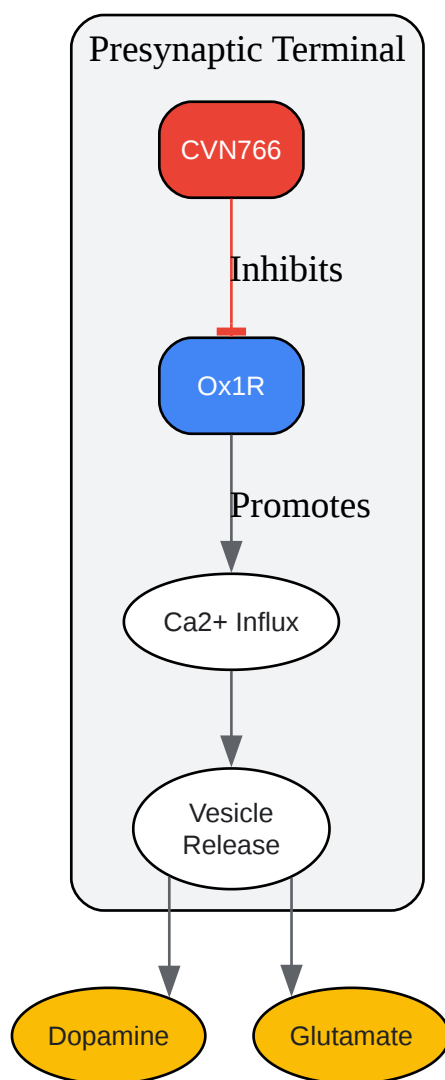 Presynaptic Terminal
CVN766
Inhibits
Ox1R
Promotes
Ca2+ Influx
Vesicle
Release
Dopamine
Glutamate